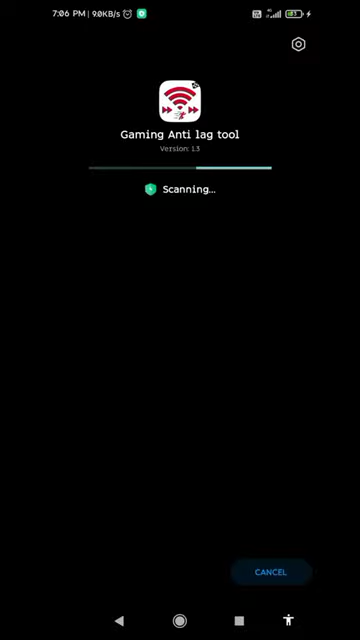 7:06 PM | 9.0KB/s
Gaming Anti lag tool
Version: 1.3
Scanning...
CANCEL